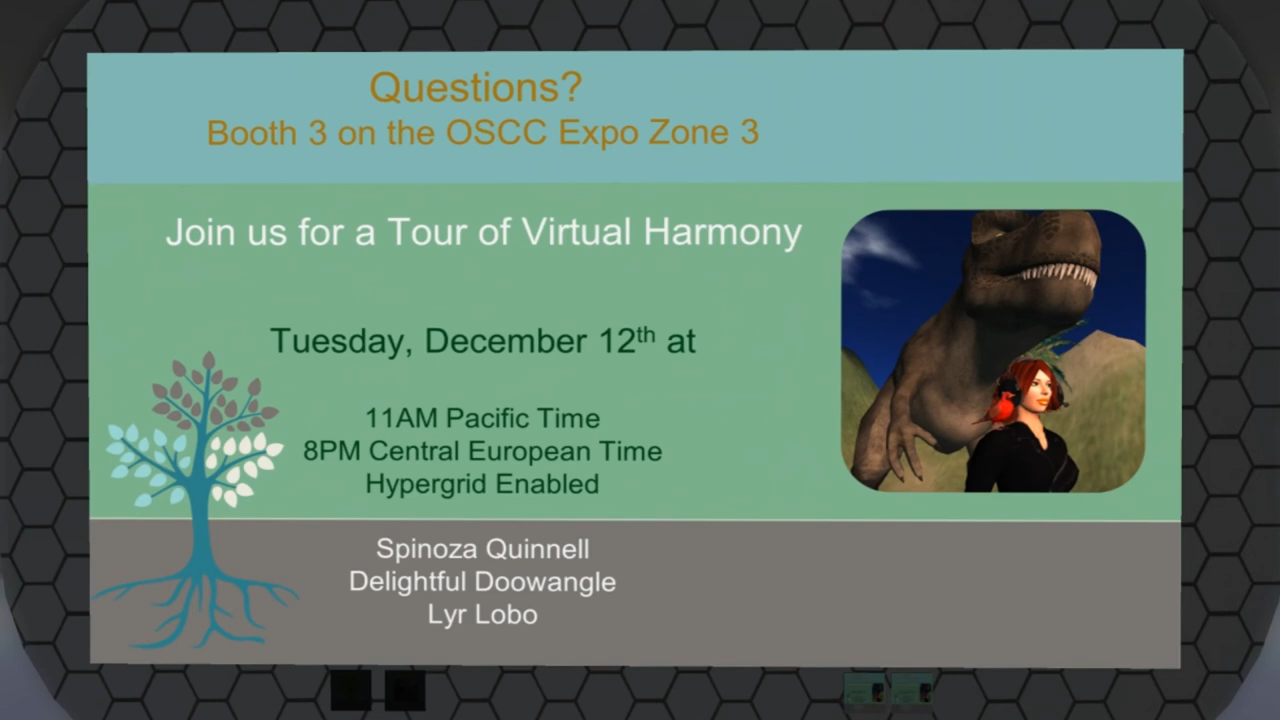 Questions?
Booth 3 on the OSCC Expo Zone 3
Join us for a Tour of Virtual Harmony
Tuesday, December 12th at
11AM Pacific Time
8PM Central European Time
Hypergrid Enabled
Spinoza Quinnell
Delightful Doowangle
Lyr Lobo